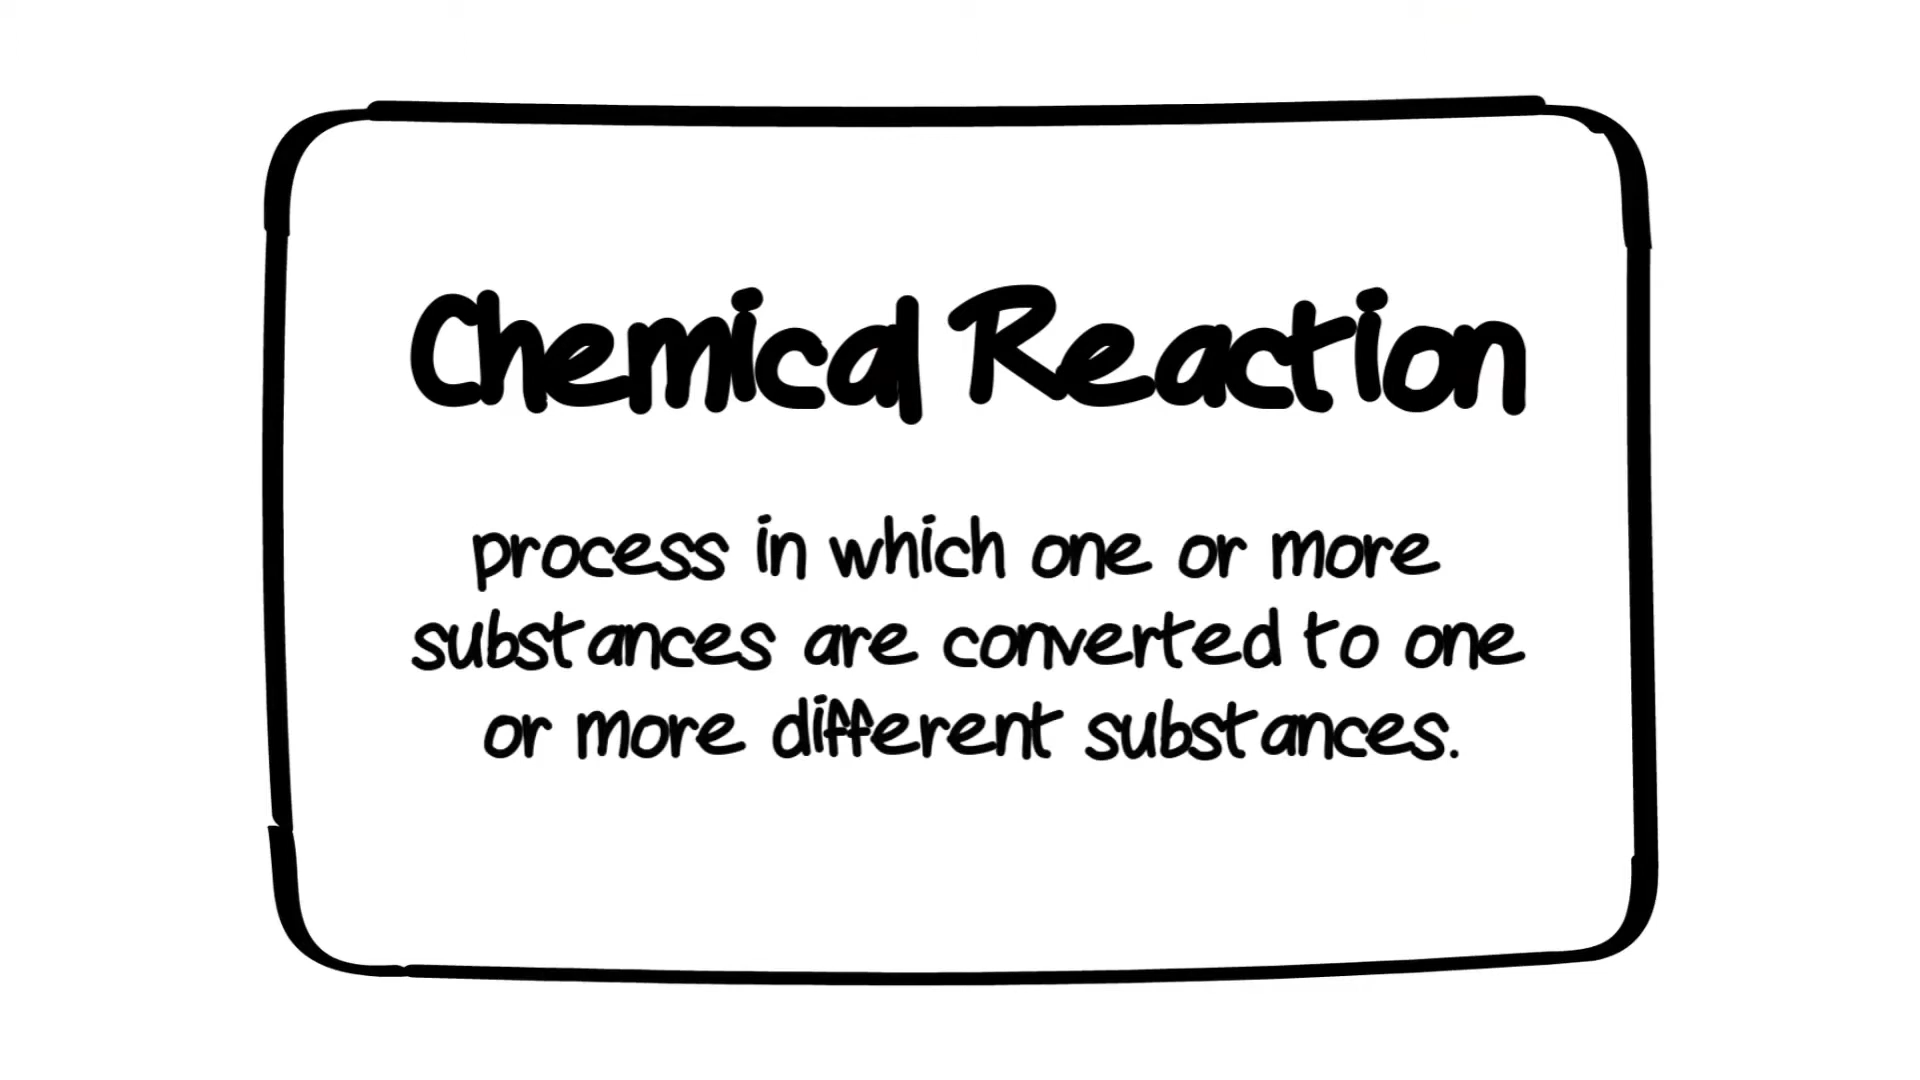 Chemical Reaction
process in which one or more
substances are converted to one
or more different substances.